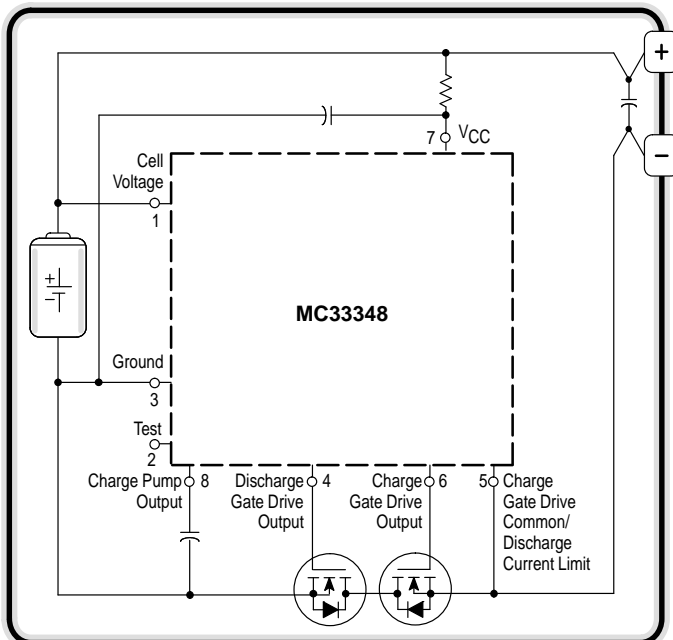 +
7 VCC
−
Cell
Voltage
1
+
−
MC33348
Ground
3
Test
2
Charge Pump
Output
8
Discharge
Gate Drive
Output
4
Charge
Gate Drive
Output
6
5
Charge
Gate Drive
Common/
Discharge
Current Limit